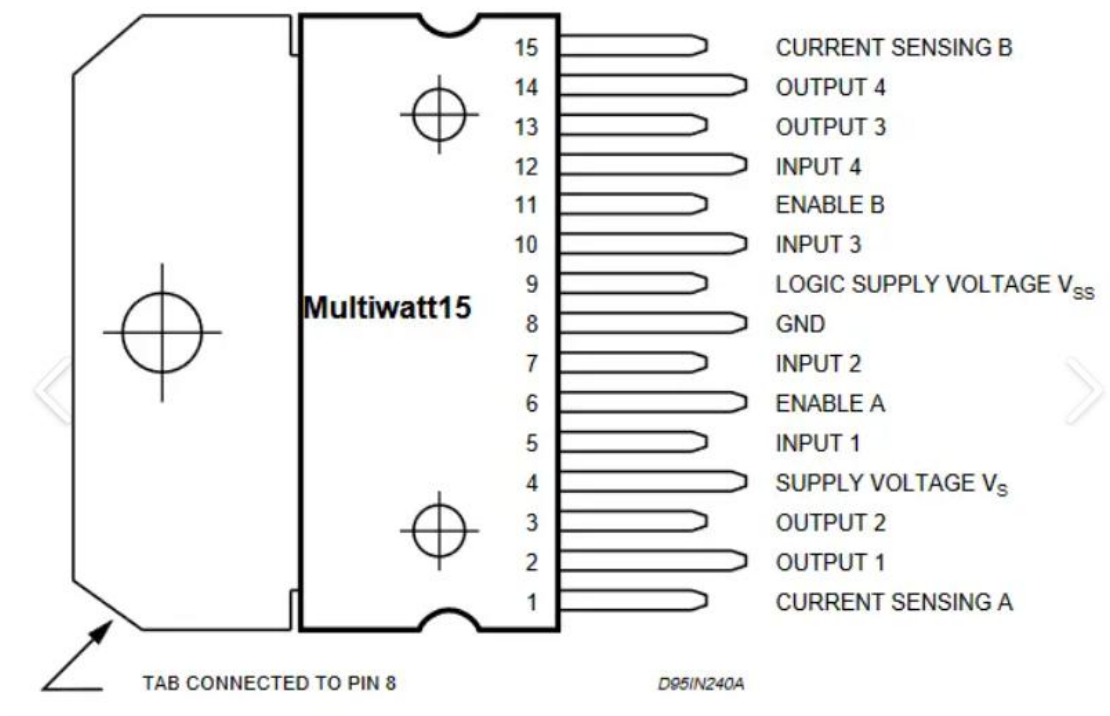 15 CURRENT SENSING B
14 OUTPUT 4
13 OUTPUT 3
12 INPUT 4
11 ENABLE B
10 INPUT 3
9 LOGIC SUPPLY VOLTAGE VSS
Multiwatt15
8 GND
7 INPUT 2
6 ENABLE A
5 INPUT 1
4 SUPPLY VOLTAGE VS
3 OUTPUT 2
2 OUTPUT 1
1 CURRENT SENSING A
TAB CONNECTED TO PIN 8
D95IN240A